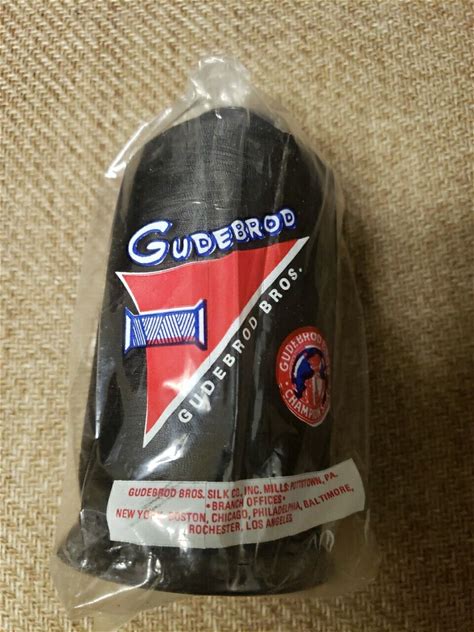 GUDEBROD
GUDEBROD BROS.
GUDEBROD
CHAMPION
GUDEBROD BROS. SILK CO., INC. MILLS: POTTSTOWN, PA.
• BRANCH OFFICES •
NEW YORK, BOSTON, CHICAGO, PHILADELPHIA, BALTIMORE,
ROCHESTER, LOS ANGELES